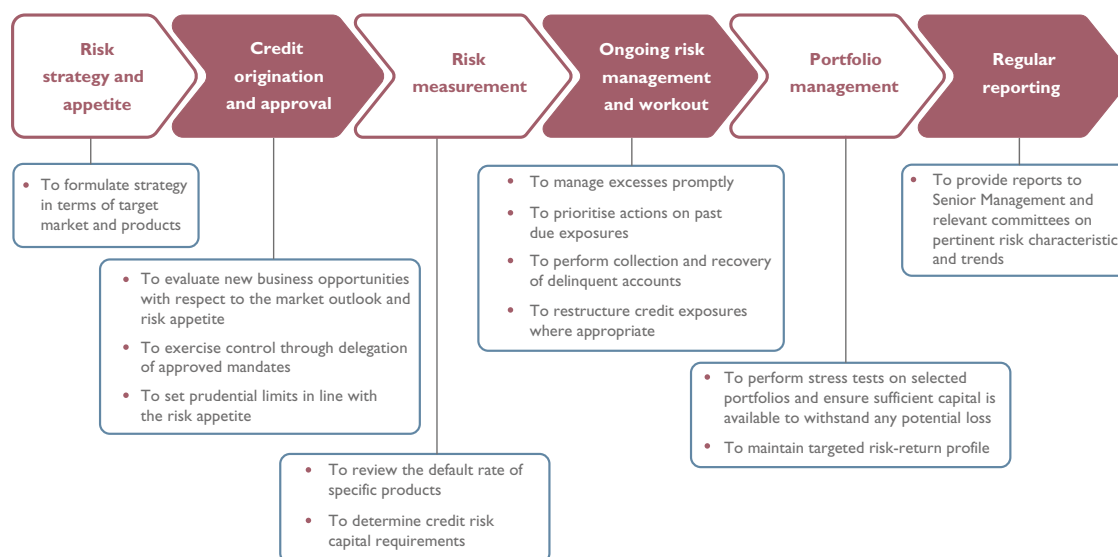 Risk
strategy and
appetite
Credit
origination
and approval
Risk
measurement
Ongoing risk
management
and workout
Portfolio
management
Regular
reporting
• To formulate strategy
in terms of target
market and products
• To evaluate new business opportunities
with respect to the market outlook and
risk appetite
• To exercise control through delegation
of approved mandates
• To set prudential limits in line with
the risk appetite
• To review the default rate of
specific products
• To determine credit risk
capital requirements
• To manage excesses promptly
• To prioritise actions on past
due exposures
• To perform collection and recovery
of delinquent accounts
• To restructure credit exposures
where appropriate
• To perform stress tests on selected
portfolios and ensure sufficient capital is
available to withstand any potential loss
• To maintain targeted risk-return profile
• To provide reports to
Senior Management and
relevant committees on
pertinent risk characteristic
and trends